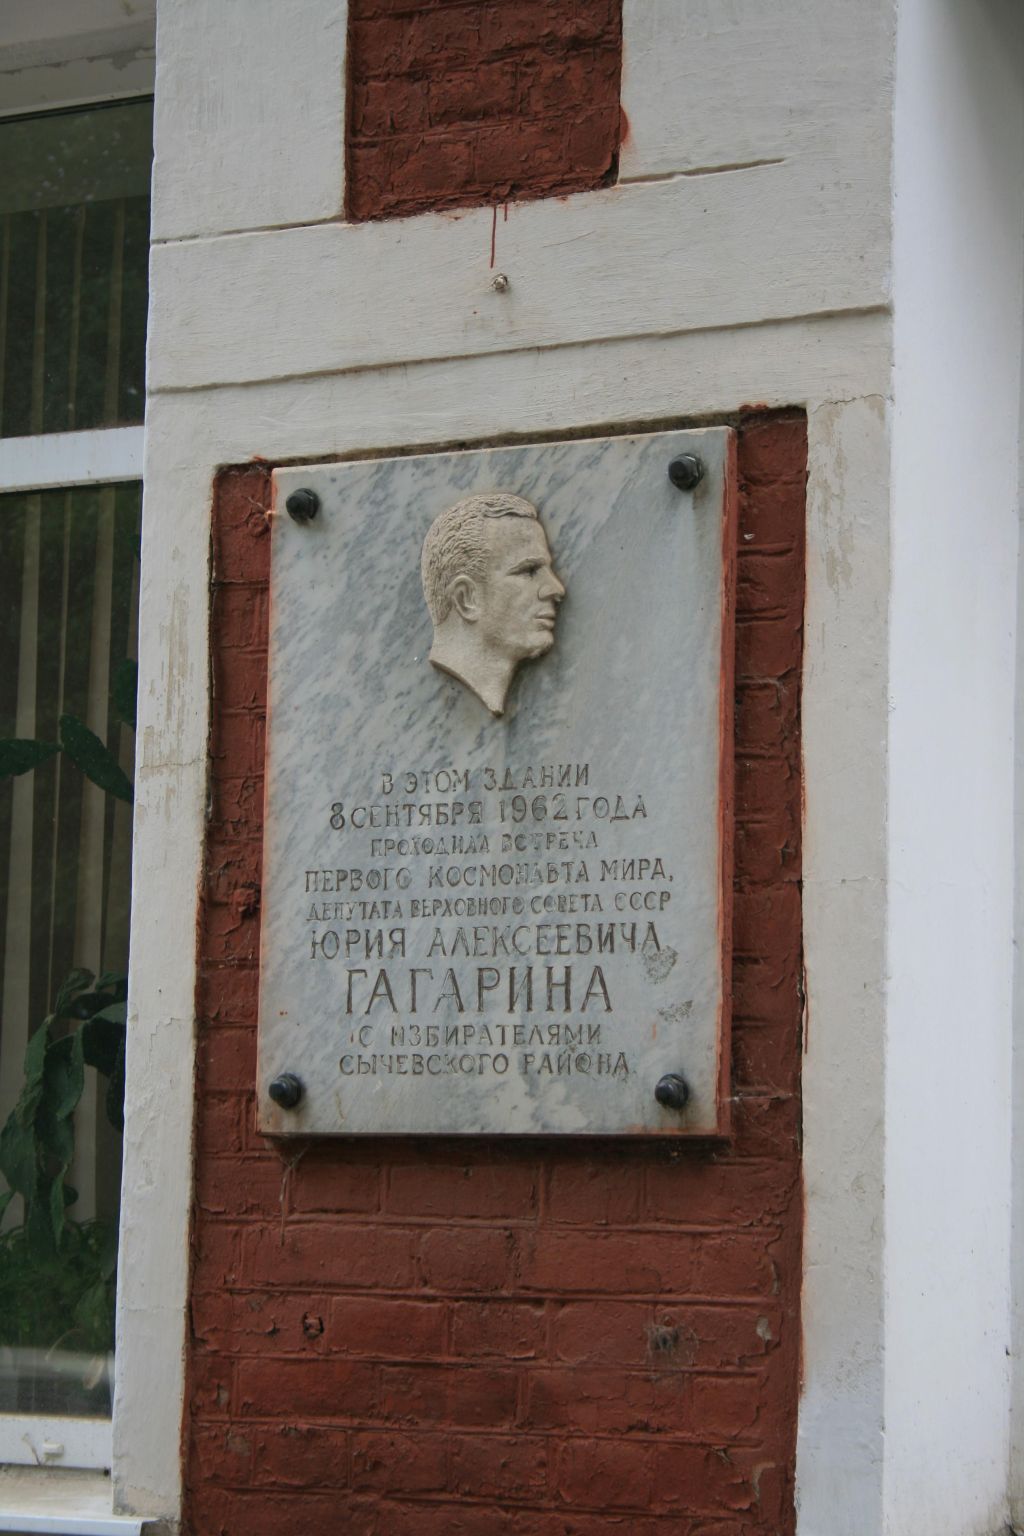 В ЭТОМ ЗДАНИИ
8 СЕНТЯБРЯ 1962 ГОДА
ПРОХОДИЛА ВСТРЕЧА
ПЕРВОГО КОСМОНАВТА МИРА,
ДЕПУТАТА ВЕРХОВНОГО СОВЕТА СССР
ЮРИЯ АЛЕКСЕЕВИЧА
ГАГАРИНА
С ИЗБИРАТЕЛЯМИ
СЫЧЕВСКОГО РАЙОНА.